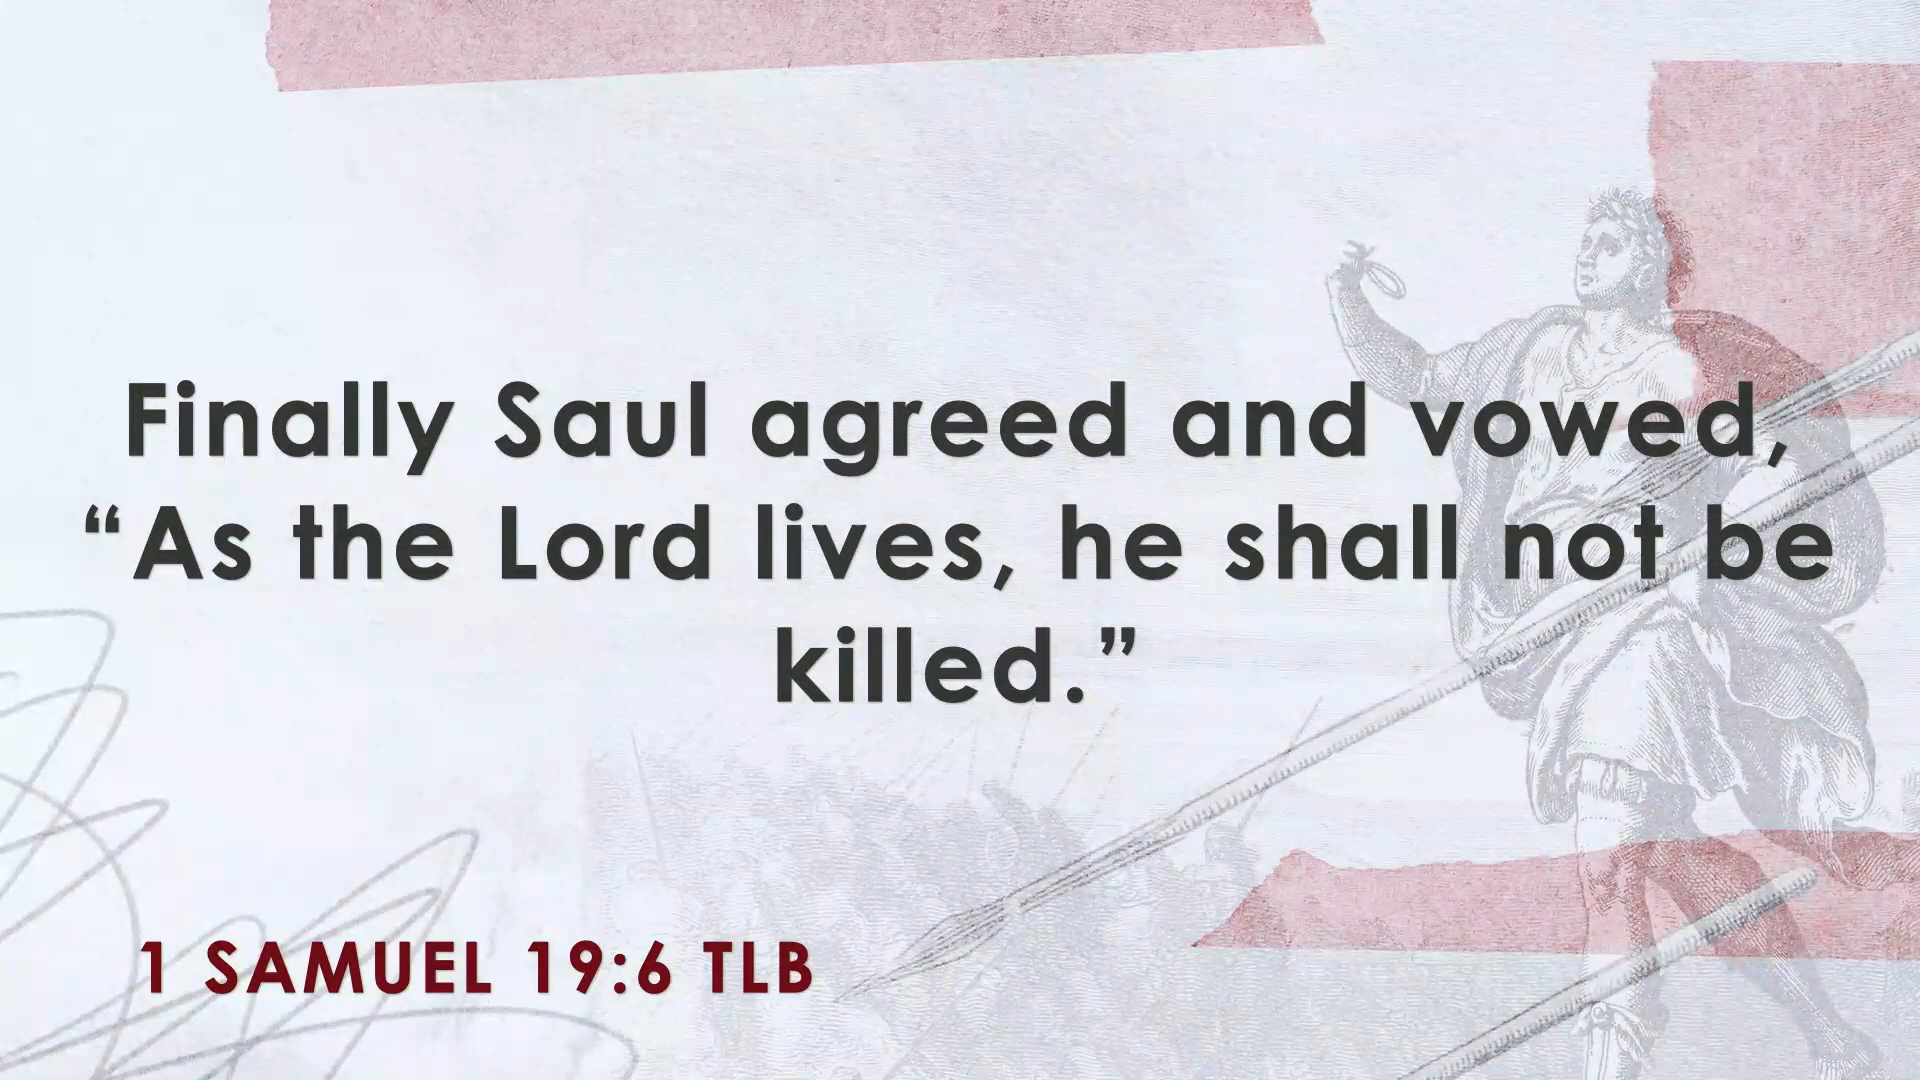 Finally Saul agreed and vowed,
“As the Lord lives, he shall not be
killed.”
1 SAMUEL 19:6 TLB